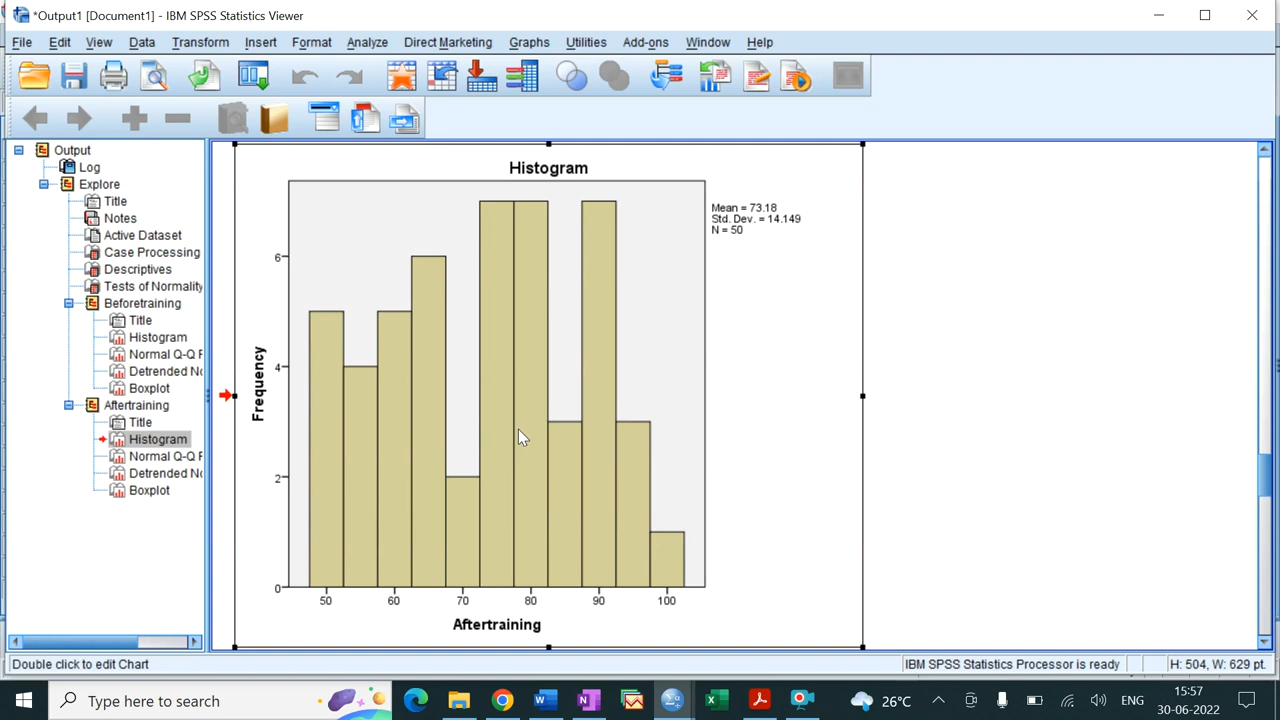 *Output1 [Document1] - IBM SPSS Statistics Viewer
File Edit View Data Transform Insert Format Analyze Direct Marketing Graphs Utilities Add-ons Window Help
Output
Log
Explore
Title
Notes
Active Dataset
Case Processing
Descriptives
Tests of Normality
Beforetraining
Title
Histogram
Normal Q-Q P
Detrended No
Boxplot
Aftertraining
Title
Histogram
Normal Q-Q P
Detrended No
Boxplot
Histogram
Mean = 73.18
Std. Dev. = 14.149
N = 50
Frequency
6
4
2
0
50 60 70 80 90 100
Aftertraining
Double click to edit Chart
IBM SPSS Statistics Processor is ready
H: 504, W: 629 pt.
Type here to search
26°C
ENG
15:57
30-06-2022